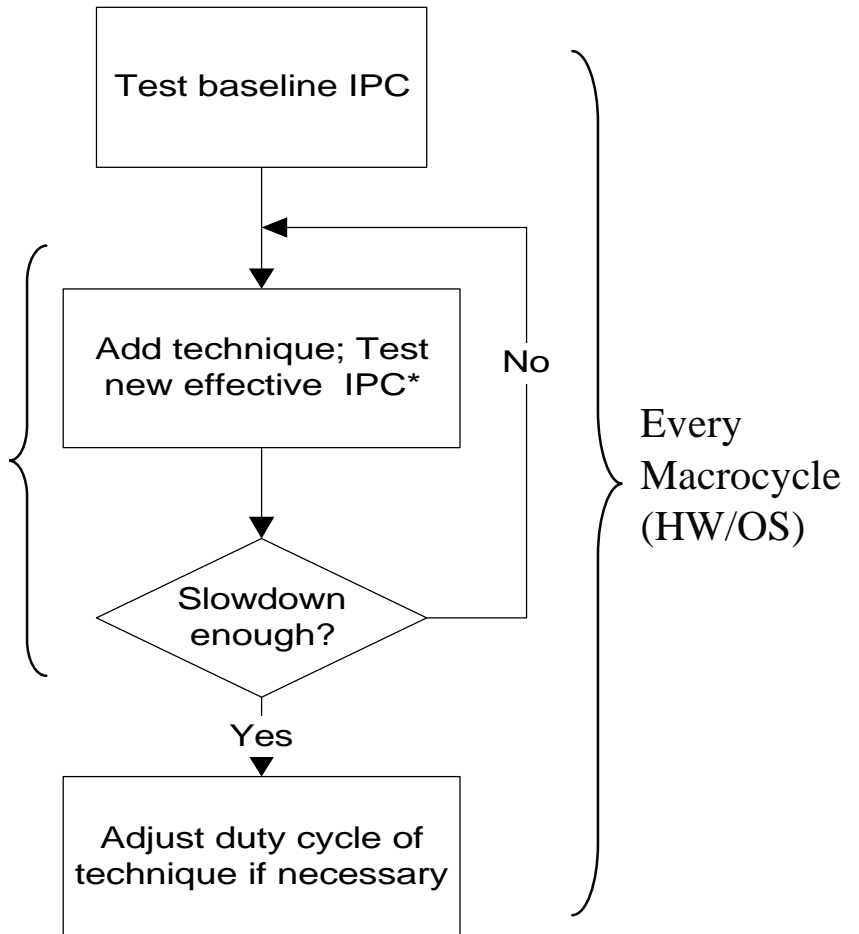 Test baseline IPC
Add technique; Test
new effective IPC*
No
Every
Macrocycle
(HW/OS)
Slowdown
enough?
Yes
Adjust duty cycle of
technique if necessary